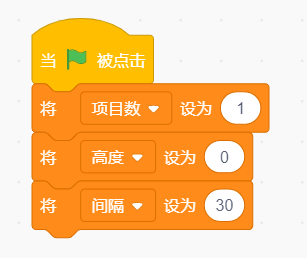 当 被点击
将 项目数 设为 1
将 高度 设为 0
将 间隔 设为 30